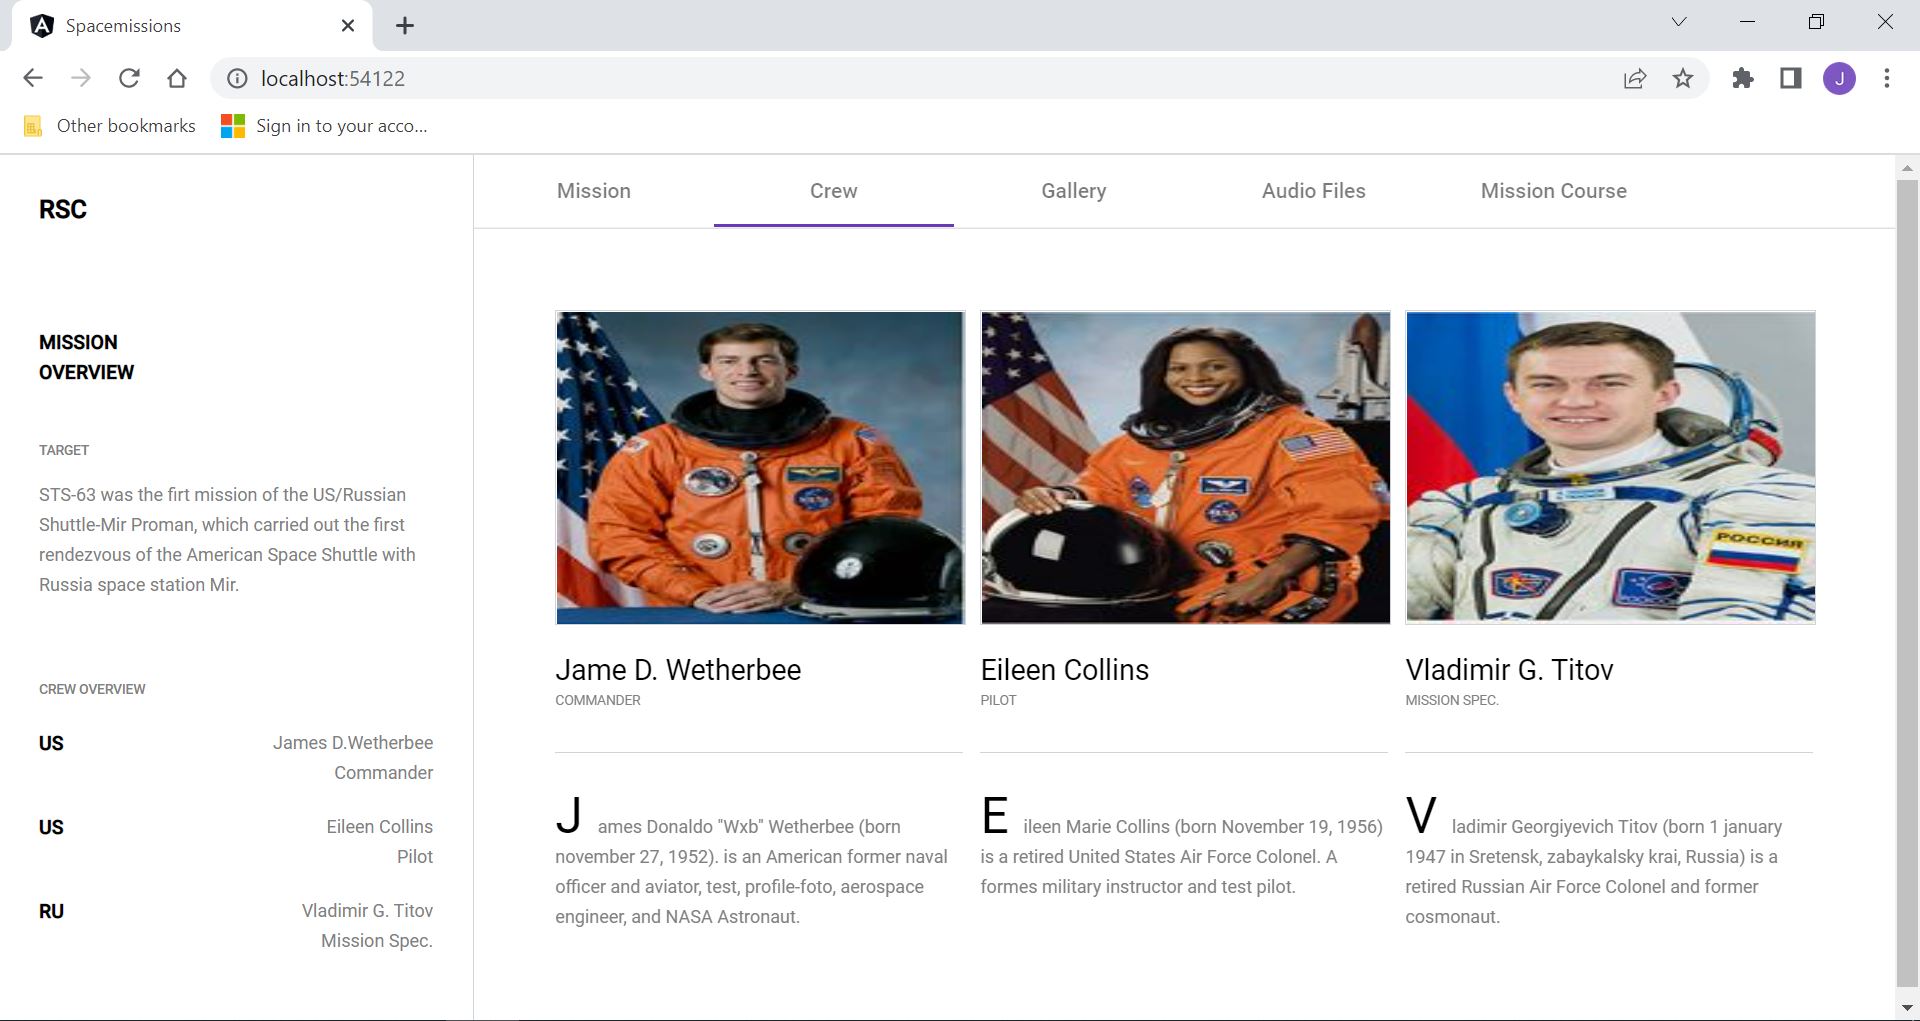 Spacemissions
localhost:54122
Other bookmarks
Sign in to your acco...
J
RSC
MISSION
OVERVIEW
TARGET
STS-63 was the firt mission of the US/Russian
Shuttle-Mir Proman, which carried out the first
rendezvous of the American Space Shuttle with
Russia space station Mir.
CREW OVERVIEW
US James D.Wetherbee
Commander
US Eileen Collins
Pilot
RU Vladimir G. Titov
Mission Spec.
Mission Crew Gallery Audio Files Mission Course
РОССИЯ
Jame D. Wetherbee
COMMANDER
James Donaldo "Wxb" Wetherbee (born
november 27, 1952). is an American former naval
officer and aviator, test, profile-foto, aerospace
engineer, and NASA Astronaut.
Eileen Collins
PILOT
Eileen Marie Collins (born November 19, 1956)
is a retired United States Air Force Colonel. A
formes military instructor and test pilot.
Vladimir G. Titov
MISSION SPEC.
Vladimir Georgiyevich Titov (born 1 january
1947 in Sretensk, zabaykalsky krai, Russia) is a
retired Russian Air Force Colonel and former
cosmonaut.